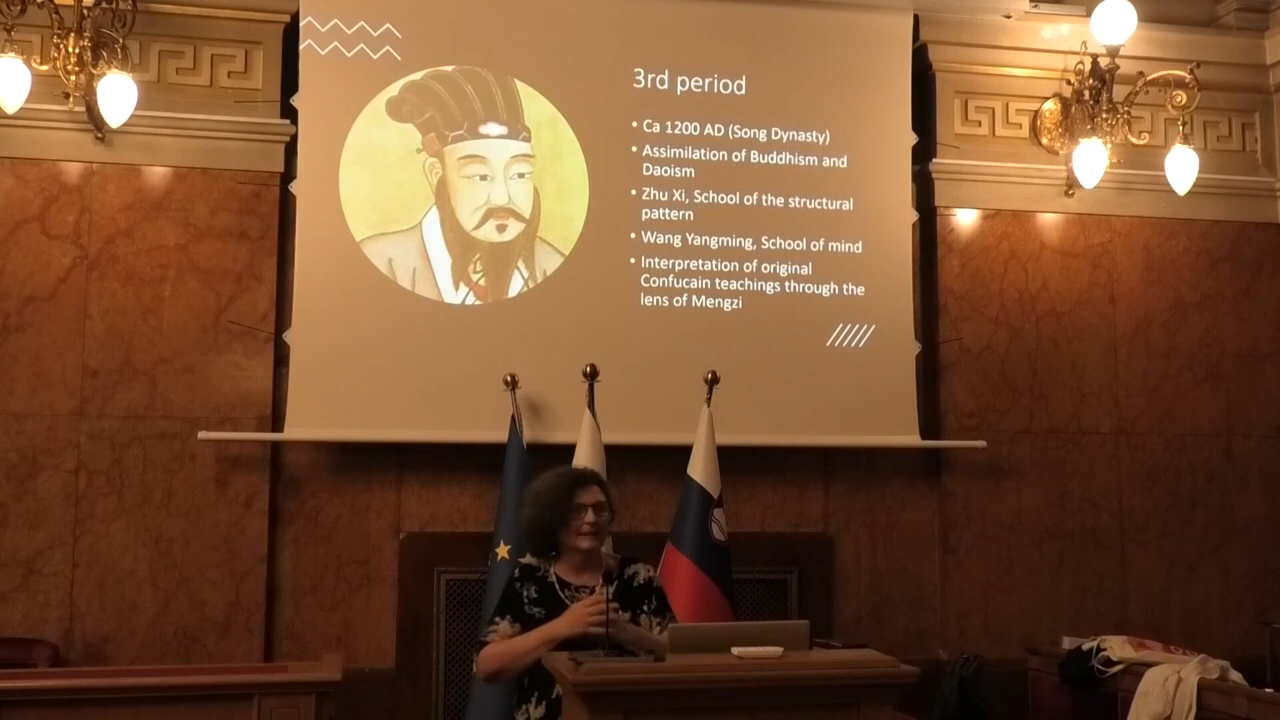 3rd period
• Ca 1200 AD (Song Dynasty)
• Assimilation of Buddhism and
Daoism
• Zhu Xi, School of the structural
pattern
• Wang Yangming, School of mind
• Interpretation of original
Confucain teachings through the
lens of Mengzi